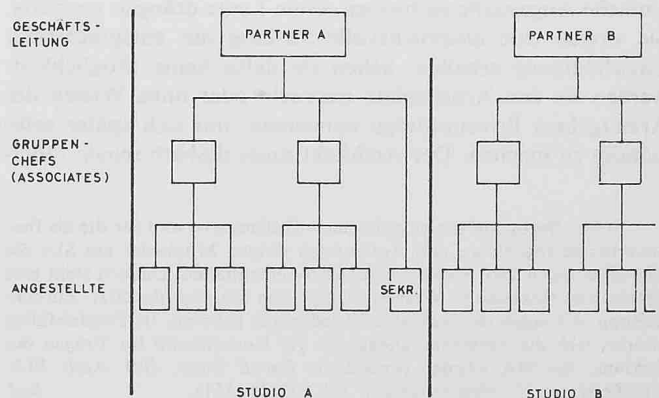 GESCHÄFTS-
LEITUNG
PARTNER A
PARTNER B
GRUPPEN-
CHEFS
(ASSOCIATES)
ANGESTELLTE
SEKR.
STUDIO A
STUDIO B